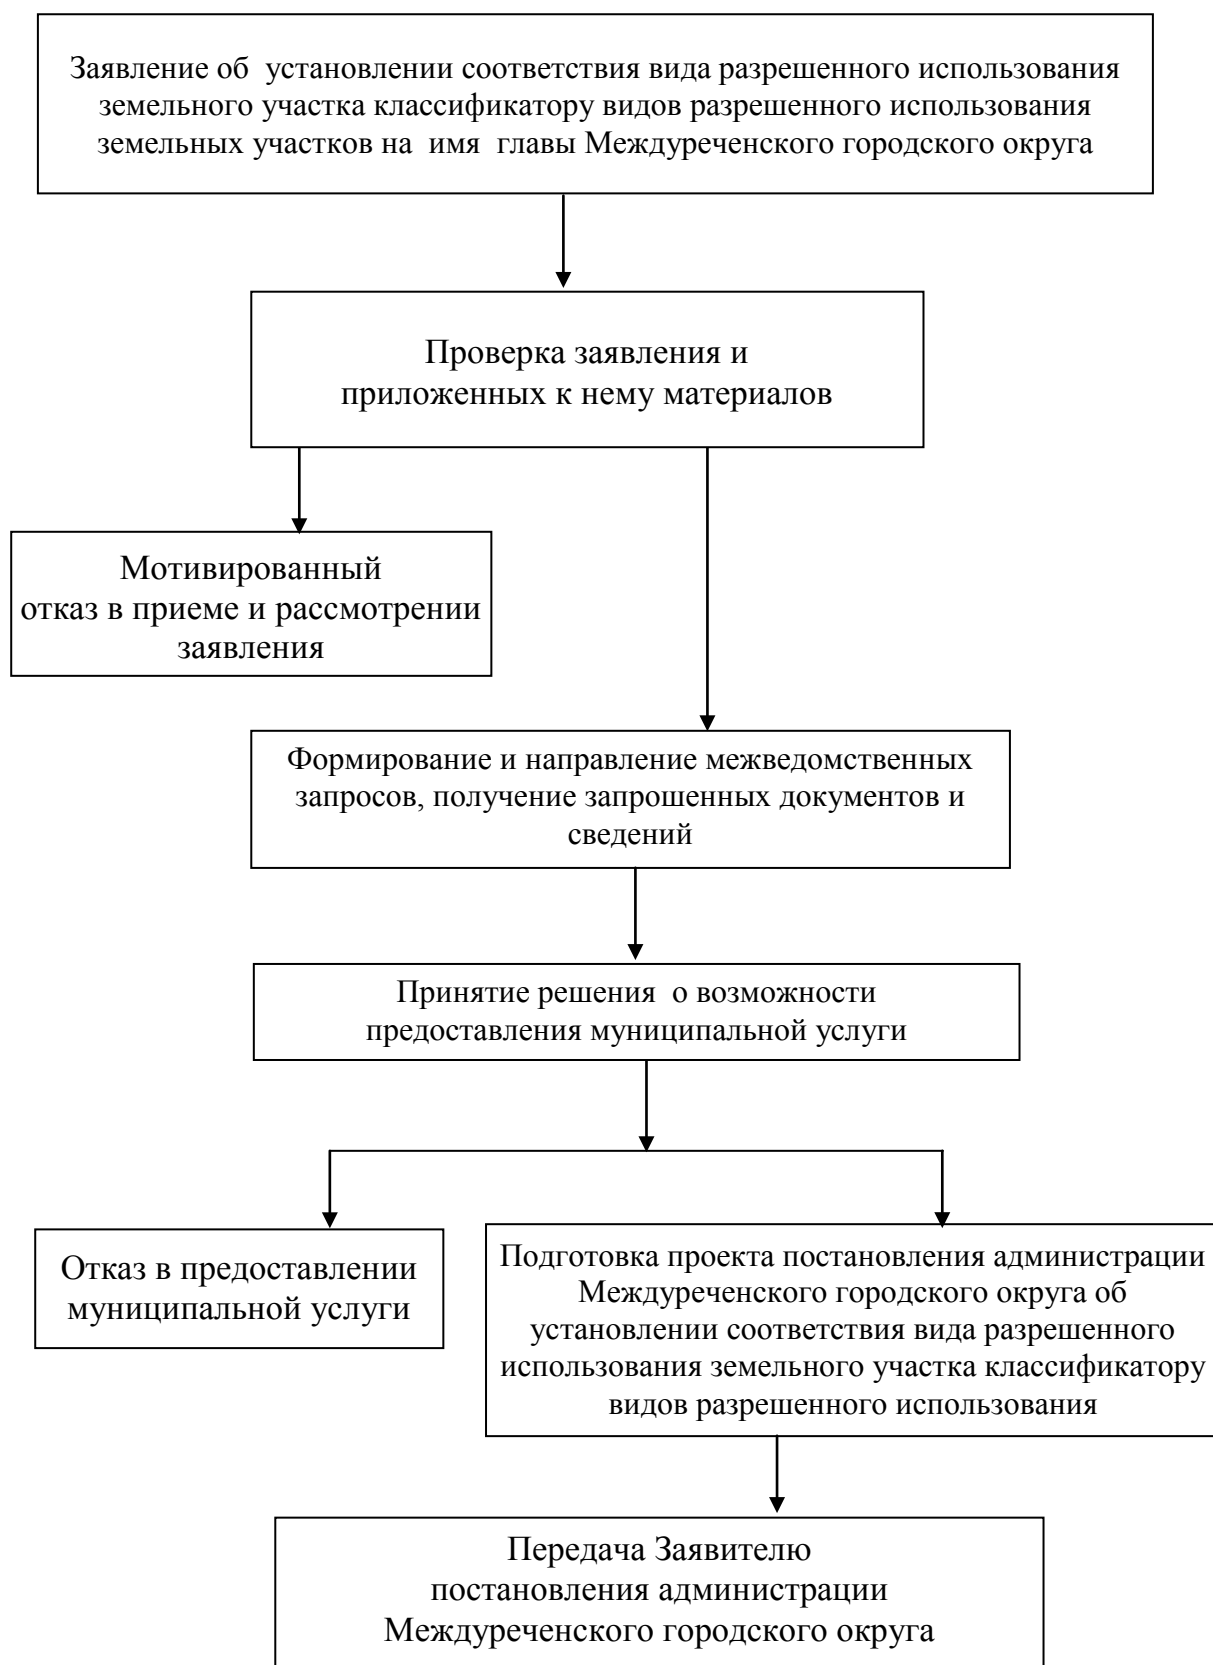 Заявление об установлении соответствия вида разрешенного использования
земельного участка классификатору видов разрешенного использования
земельных участков на имя главы Междуреченского городского округа
Проверка заявления и
приложенных к нему материалов
Мотивированный
отказ в приеме и рассмотрении
заявления
Формирование и направление межведомственных
запросов, получение запрошенных документов и
сведений
Принятие решения о возможности
предоставления муниципальной услуги
Отказ в предоставлении
муниципальной услуги
Подготовка проекта постановления администрации
Междуреченского городского округа об
установлении соответствия вида разрешенного
использования земельного участка классификатору
видов разрешенного использования
Передача Заявителю
постановления администрации
Междуреченского городского округа